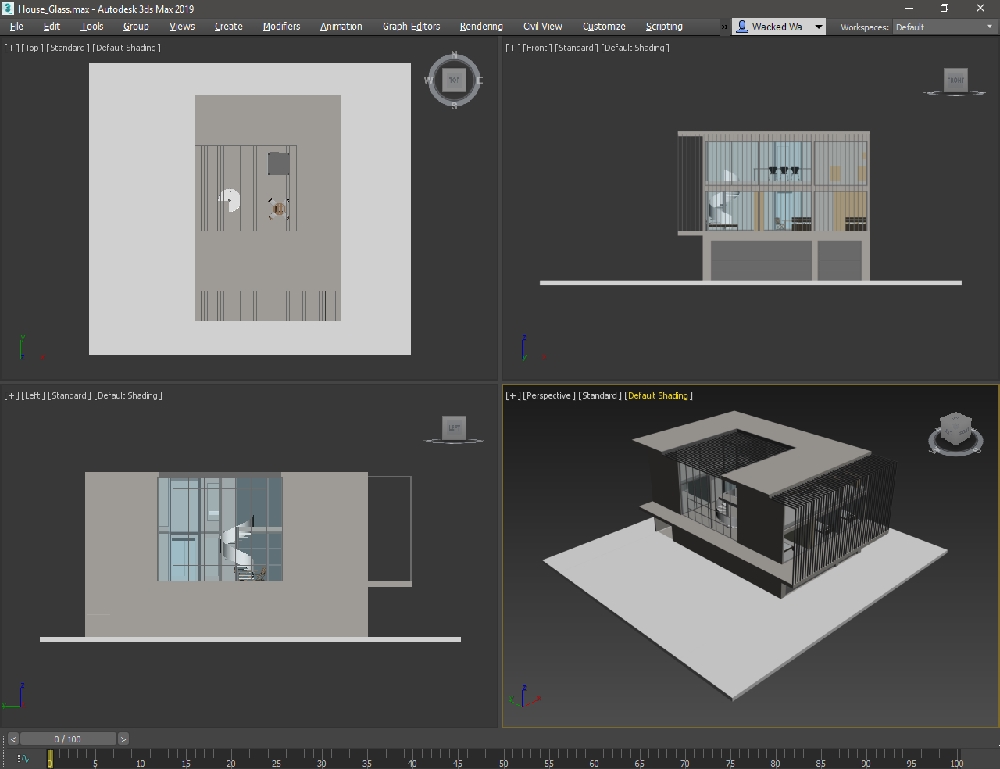 House_Glass.max - Autodesk 3ds Max 2019
File Edit Tools Group Views Create Modifiers Animation Graph Editors Rendering Civil View Customize Scripting » Wacked Wa Workspaces: Default
[+] [Top] [Standard] [Default Shading]
[+] [Front] [Standard] [Default Shading]
N
W TOP E
S
FRONT
z
y
x
[+] [Left] [Standard] [Default Shading]
[+] [Perspective] [Standard] [Default Shading]
LEFT
z
z
< 0 / 100 >
0 5 10 15 20 25 30 35 40 45 50 55 60 65 70 75 80 85 90 95 100